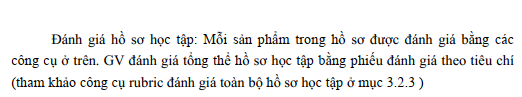 Đánh giá hồ sơ học tập: Mỗi sản phẩm trong hồ sơ được đánh giá bằng các
công cụ ở trên. GV đánh giá tổng thể hồ sơ học tập bằng phiếu đánh giá theo tiêu chí
(tham khảo công cụ rubric đánh giá toàn bộ hồ sơ học tập ở mục 3.2.3 )